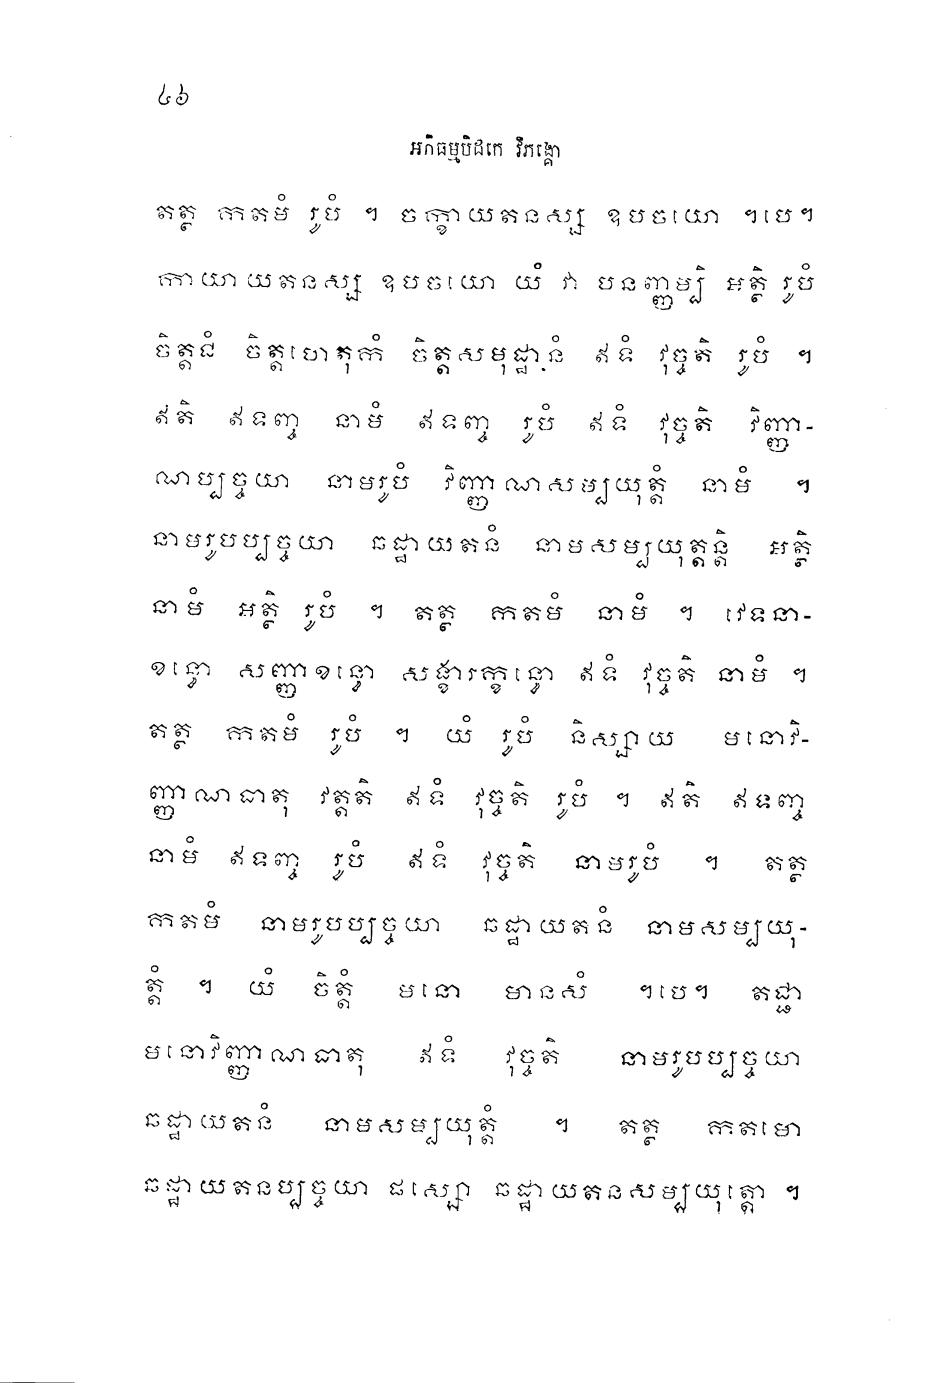 ៤៦
អភិធម្មបិដកេ វិភង្គោ
តត្ថ កតមំ រូបំ ។ ចក្ខាយតនស្ស ឧបចយោ ។បេ។
កាយាយតនស្ស ឧបចយោ យំ វា បនញ្ញម្បិ អត្ថិ រូបំ
ចិត្តជំ ចិត្តហេតុកំ ចិត្តសមុដ្ឋានំ ឥទំ វុច្ចតិ រូបំ ។
ឥតិ ឥទញ្ច នាមំ ឥទញ្ច រូបំ ឥទំ វុច្ចតិ វិញ្ញា-
ណប្បច្ចយា នាមរូបំ វិញ្ញាណសម្បយុត្តំ នាមំ ។
នាមរូបប្បច្ចយា ឆដ្ឋាយតនំ នាមសម្បយុត្តន្តិ អត្ថិ
នាមំ អត្ថិ រូបំ ។ តត្ថ កតមំ នាមំ ។ វេទនា-
ខន្ធោ សញ្ញាខន្ធោ សង្ខារក្ខន្ធោ ឥទំ វុច្ចតិ នាមំ ។
តត្ថ កតមំ រូបំ ។ យំ រូបំ និស្សាយ មនោវិ-
ញ្ញាណធាតុ វត្តតិ ឥទំ វុច្ចតិ រូបំ ។ ឥតិ ឥទញ្ច
នាមំ ឥទញ្ច រូបំ ឥទំ វុច្ចតិ នាមរូបំ ។ តត្ថ
កតមំ នាមរូបប្បច្ចយា ឆដ្ឋាយតនំ នាមសម្បយុ-
ត្តំ ។ យំ ចិត្តំ មនោ មានសំ ។បេ។ តជ្ជា
មនោវិញ្ញាណធាតុ ឥទំ វុច្ចតិ នាមរូបប្បច្ចយា
ឆដ្ឋាយតនំ នាមសម្បយុត្តំ ។ តត្ថ កតមោ
ឆដ្ឋាយតនប្បច្ចយា ផស្សោ ឆដ្ឋាយតនសម្បយុត្តោ ។